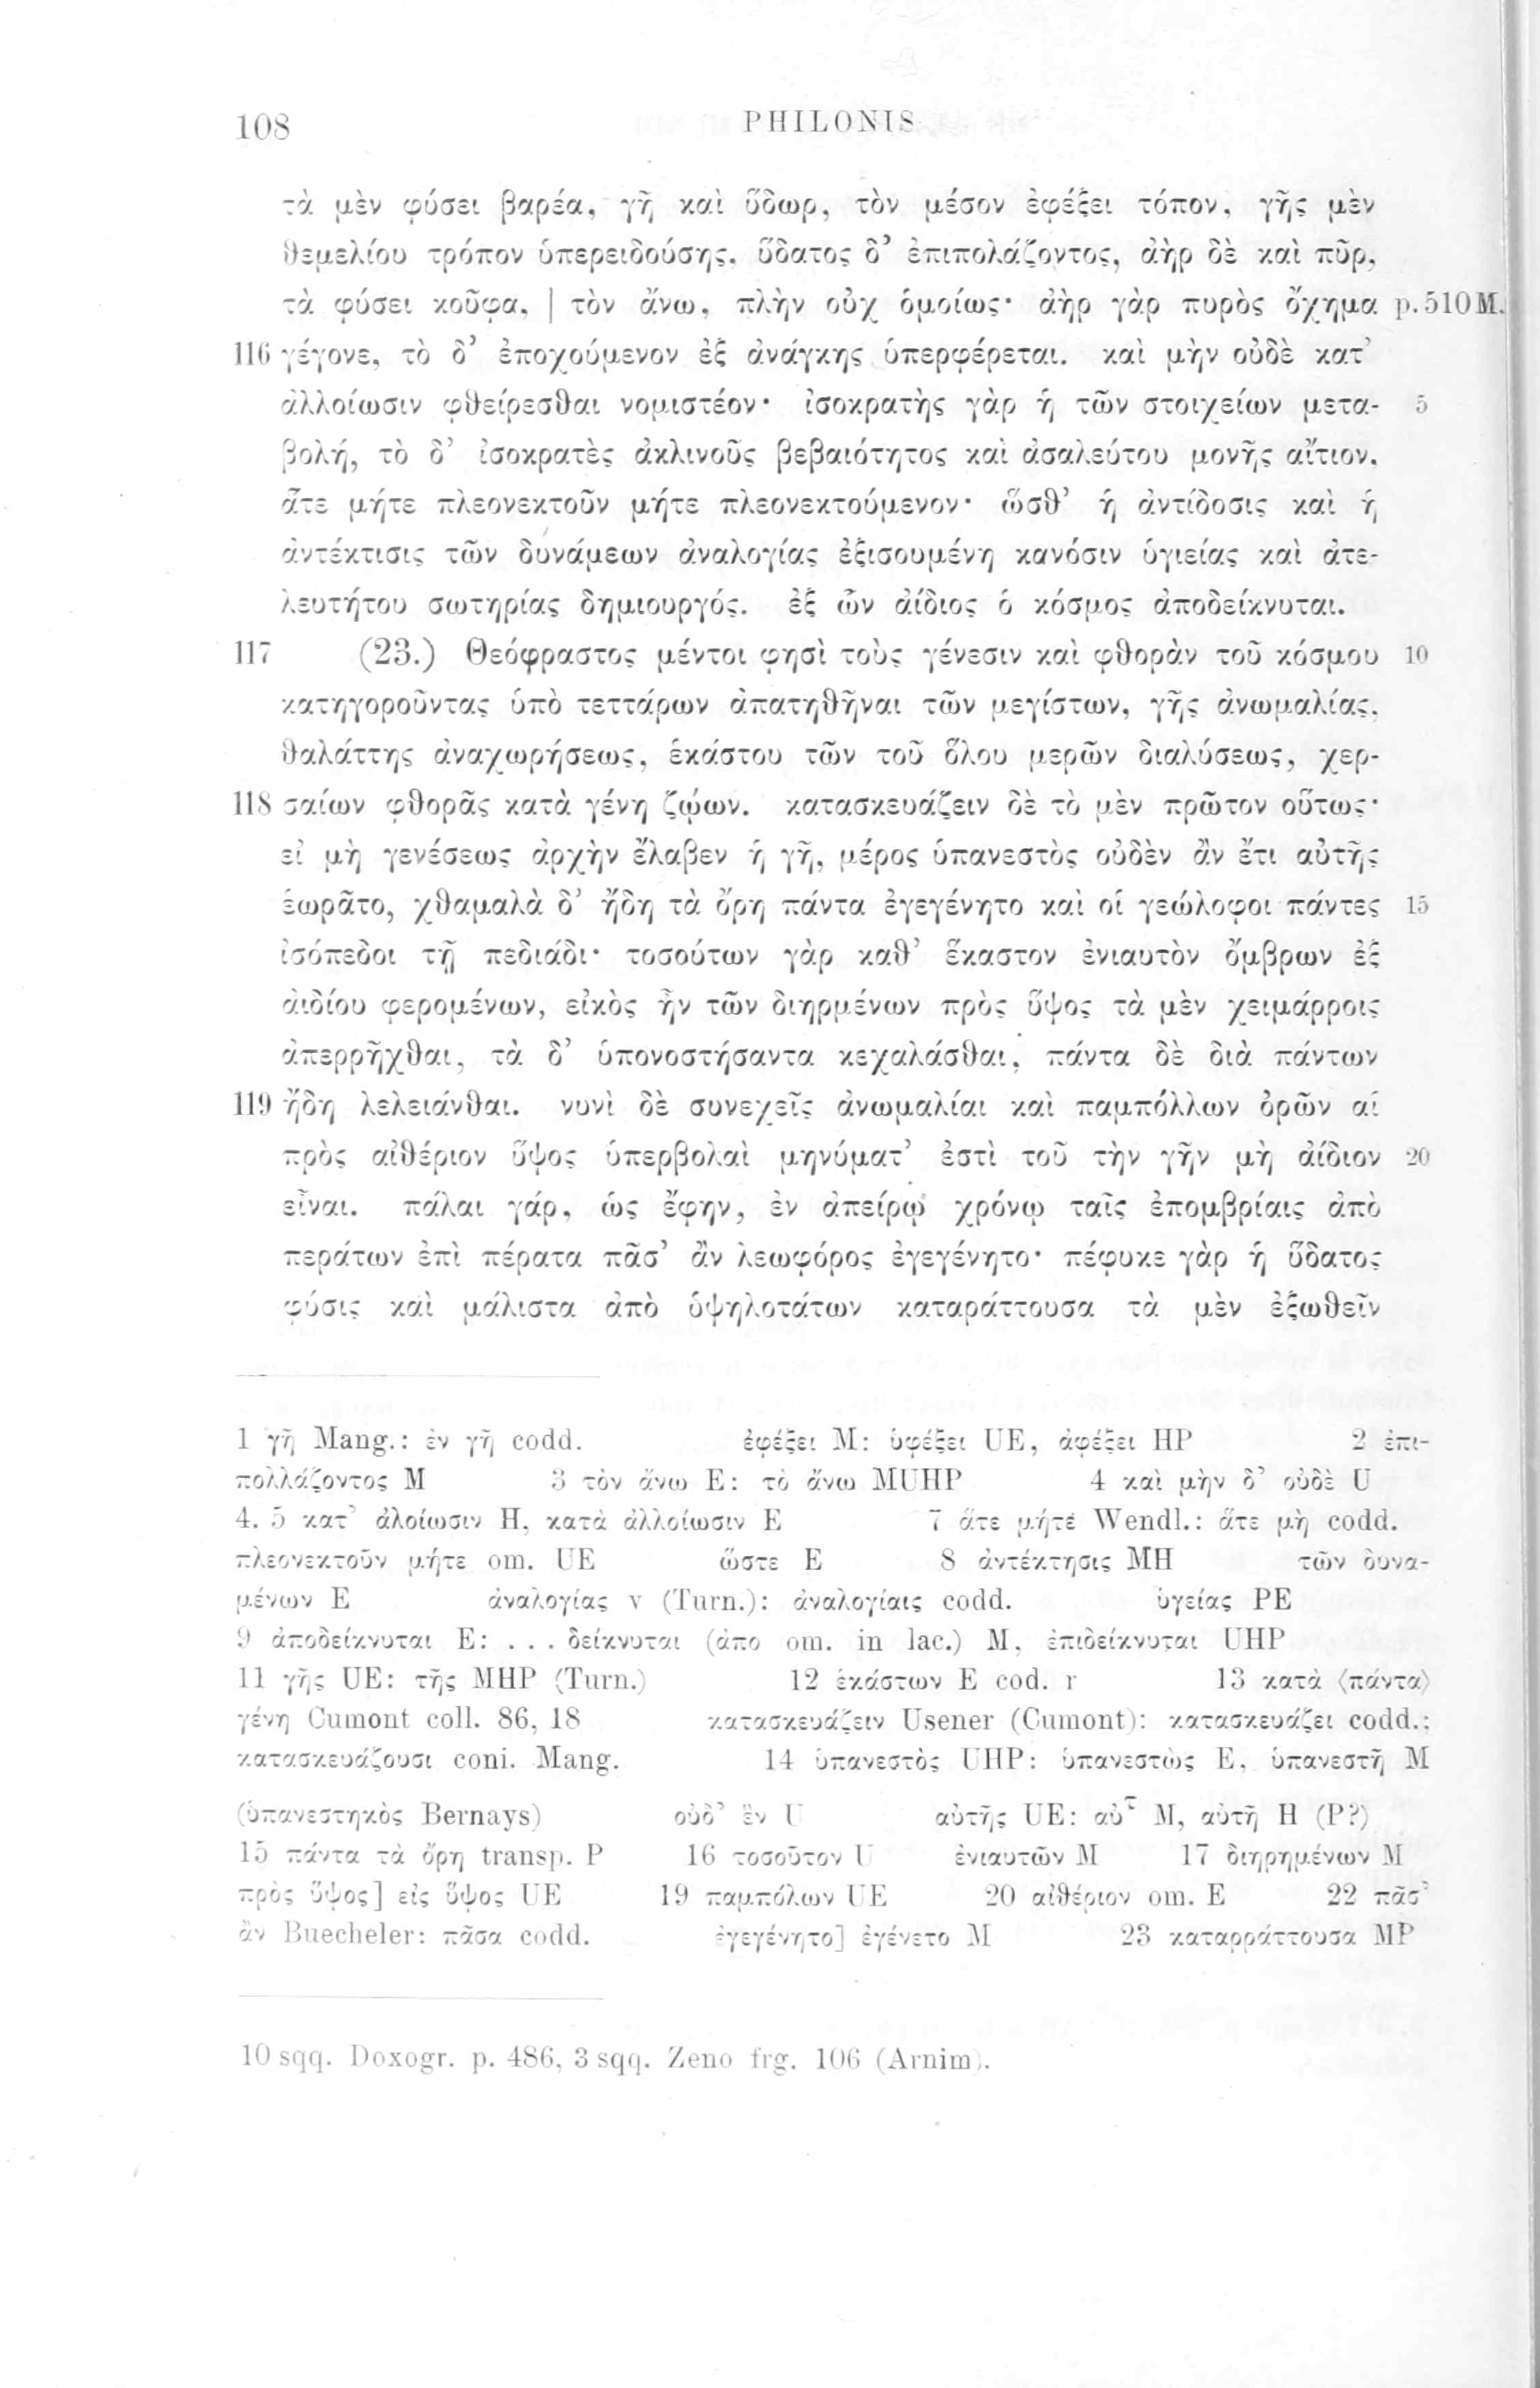 108 PHILONIS
τὰ μὲν φύσει βαρέα, γῆ καὶ ὕδωρ, τὸν μέσον ἐφέξει τόπον, γῆς μὲν
θεμελίου τρόπον ὑπερειδούσης, ὕδατος δ’ ἐπιπολάζοντος, ἀὴρ δὲ καὶ πῦρ,
τὰ φύσει κοῦφα, | τὸν ἄνω, πλὴν οὐχ ὁμοίως· ἀὴρ γὰρ πυρὸς ὄχημα p. 510 M.
116 γέγονε, τὸ δ’ ἐποχούμενον ἐξ ἀνάγκης ὑπερφέρεται. καὶ μὴν οὐδὲ κατ’
ἀλλοίωσιν φθείρεσθαι νομιστέον· ἰσοκρατὴς γὰρ ἡ τῶν στοιχείων μετα- 5
βολή, τὸ δ’ ἰσοκρατὲς ἀκλινοῦς βεβαιότητος καὶ ἀσαλεύτου μονῆς αἴτιον,
ἅτε μήτε πλεονεκτοῦν μήτε πλεονεκτούμενον· ὥσθ’ ἡ ἀντίδοσις καὶ ἡ
ἀντέκτισις τῶν δυνάμεων ἀναλογίας ἐξισουμένη κανόσιν ὑγιείας καὶ ἀτε-
λευτήτου σωτηρίας δημιουργός. ἐξ ὧν ἀίδιος ὁ κόσμος ἀποδείκνυται.
117 (23.) Θεόφραστος μέντοι φησὶ τοὺς γένεσιν καὶ φθορὰν τοῦ κόσμου 10
κατηγοροῦντας ὑπὸ τεττάρων ἀπατηθῆναι τῶν μεγίστων, γῆς ἀνωμαλίας,
θαλάττης ἀναχωρήσεως, ἑκάστου τῶν τοῦ ὅλου μερῶν διαλύσεως, χερ-
118 σαίων φθορᾶς κατὰ γένη ζῴων. κατασκευάζειν δὲ τὸ μὲν πρῶτον οὕτως·
εἰ μὴ γενέσεως ἀρχὴν ἔλαβεν ἡ γῆ, μέρος ὑπανεστὸς οὐδὲν ἂν ἔτι αὐτῆς
ἑωρᾶτο, χθαμαλὰ δ’ ἤδη τὰ ὄρη πάντα ἐγεγένητο καὶ οἱ γεώλοφοι πάντες 15
ἰσόπεδοι τῇ πεδιάδι· τοσούτων γὰρ καθ’ ἕκαστον ἐνιαυτὸν ὄμβρων ἐξ
ἀιδίου φερομένων, εἰκὸς ἦν τῶν διηρμένων πρὸς ὕψος τὰ μὲν χειμάρροις
ἀπερρῆχθαι, τὰ δ’ ὑπονοστήσαντα κεχαλάσθαι, πάντα δὲ διὰ πάντων
119 ἤδη λελειάνθαι. νυνὶ δὲ συνεχεῖς ἀνωμαλίαι καὶ παμπόλλων ὀρῶν αἱ
πρὸς αἰθέριον ὕψος ὑπερβολαὶ μηνύματ’ ἐστὶ τοῦ τὴν γῆν μὴ ἀίδιον 20
εἶναι. πάλαι γάρ, ὡς ἔφην, ἐν ἀπείρῳ χρόνῳ ταῖς ἐπομβρίαις ἀπὸ
περάτων ἐπὶ πέρατα πᾶσ’ ἂν λεωφόρος ἐγεγένητο· πέφυκε γὰρ ἡ ὕδατος
φύσις καὶ μάλιστα ἀπὸ ὑψηλοτάτων καταράττουσα τὰ μὲν ἐξωθεῖν
1 γῆ Mang.: ἐν γῆ codd. ἐφέξει M: ὑφέξει UE, ἀφέξει HP 2 ἐπι-
πολλάζοντος M 3 τὸν ἄνω E: τὸ ἄνω MUHP 4 καὶ μὴν δ’ οὐδὲ U
4. 5 κατ’ ἀλοίωσιν H, κατὰ ἀλλοίωσιν E 7 ἅτε μήτε Wendl.: ἅτε μὴ codd.
πλεονεκτοῦν μήτε om. UE ὥστε E 8 ἀντέκτησις MH τῶν δυνα-
μένων E ἀναλογίας v (Turn.): ἀναλογίαις codd. ὑγείας PE
9 ἀποδείκνυται E: . . . δείκνυται (ἀπο om. in lac.) M, ἐπιδείκνυται UHP
11 γῆς UE: τῆς MHP (Turn.) 12 ἑκάστων E cod. r 13 κατὰ ⟨πάντα⟩
γένη Cumont coll. 86, 18 κατασκευάζειν Usener (Cumont): κατασκευάζει codd.:
κατασκευάζουσι coni. Mang. 14 ὑπανεστὸς UHP: ὑπανεστὼς E, ὑπανεστῆ M
(ὑπανεστηκὸς Bernays) οὐδ’ ἓν U αὐτῆς UE: αὐτ M, αὐτῆ H (P?)
15 πάντα τὰ ὄρη transp. P 16 τοσοῦτον U ἐνιαυτῶν M 17 διηρημένων M
πρὸς ὕψος] εἰς ὕψος UE 19 παμπόλων UE 20 αἰθέριον om. E 22 πᾶσ’
ἂν Buecheler: πᾶσα codd. ἐγεγένητο] ἐγένετο M 23 καταρράττουσα MP
10 sqq. Doxogr. p. 486, 3 sqq. Zeno frg. 106 (Arnim).